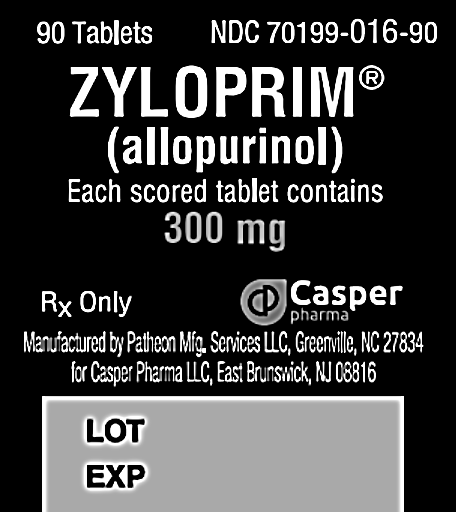 90 Tablets NDC 70199-016-90
ZYLOPRIM®
(allopurinol)
Each scored tablet contains
300 mg
Rx Only
Casper
pharma
Manufactured by Patheon Mfg. Services LLC, Greenville, NC 27834
for Casper Pharma LLC, East Brunswick, NJ 08816
LOT
EXP